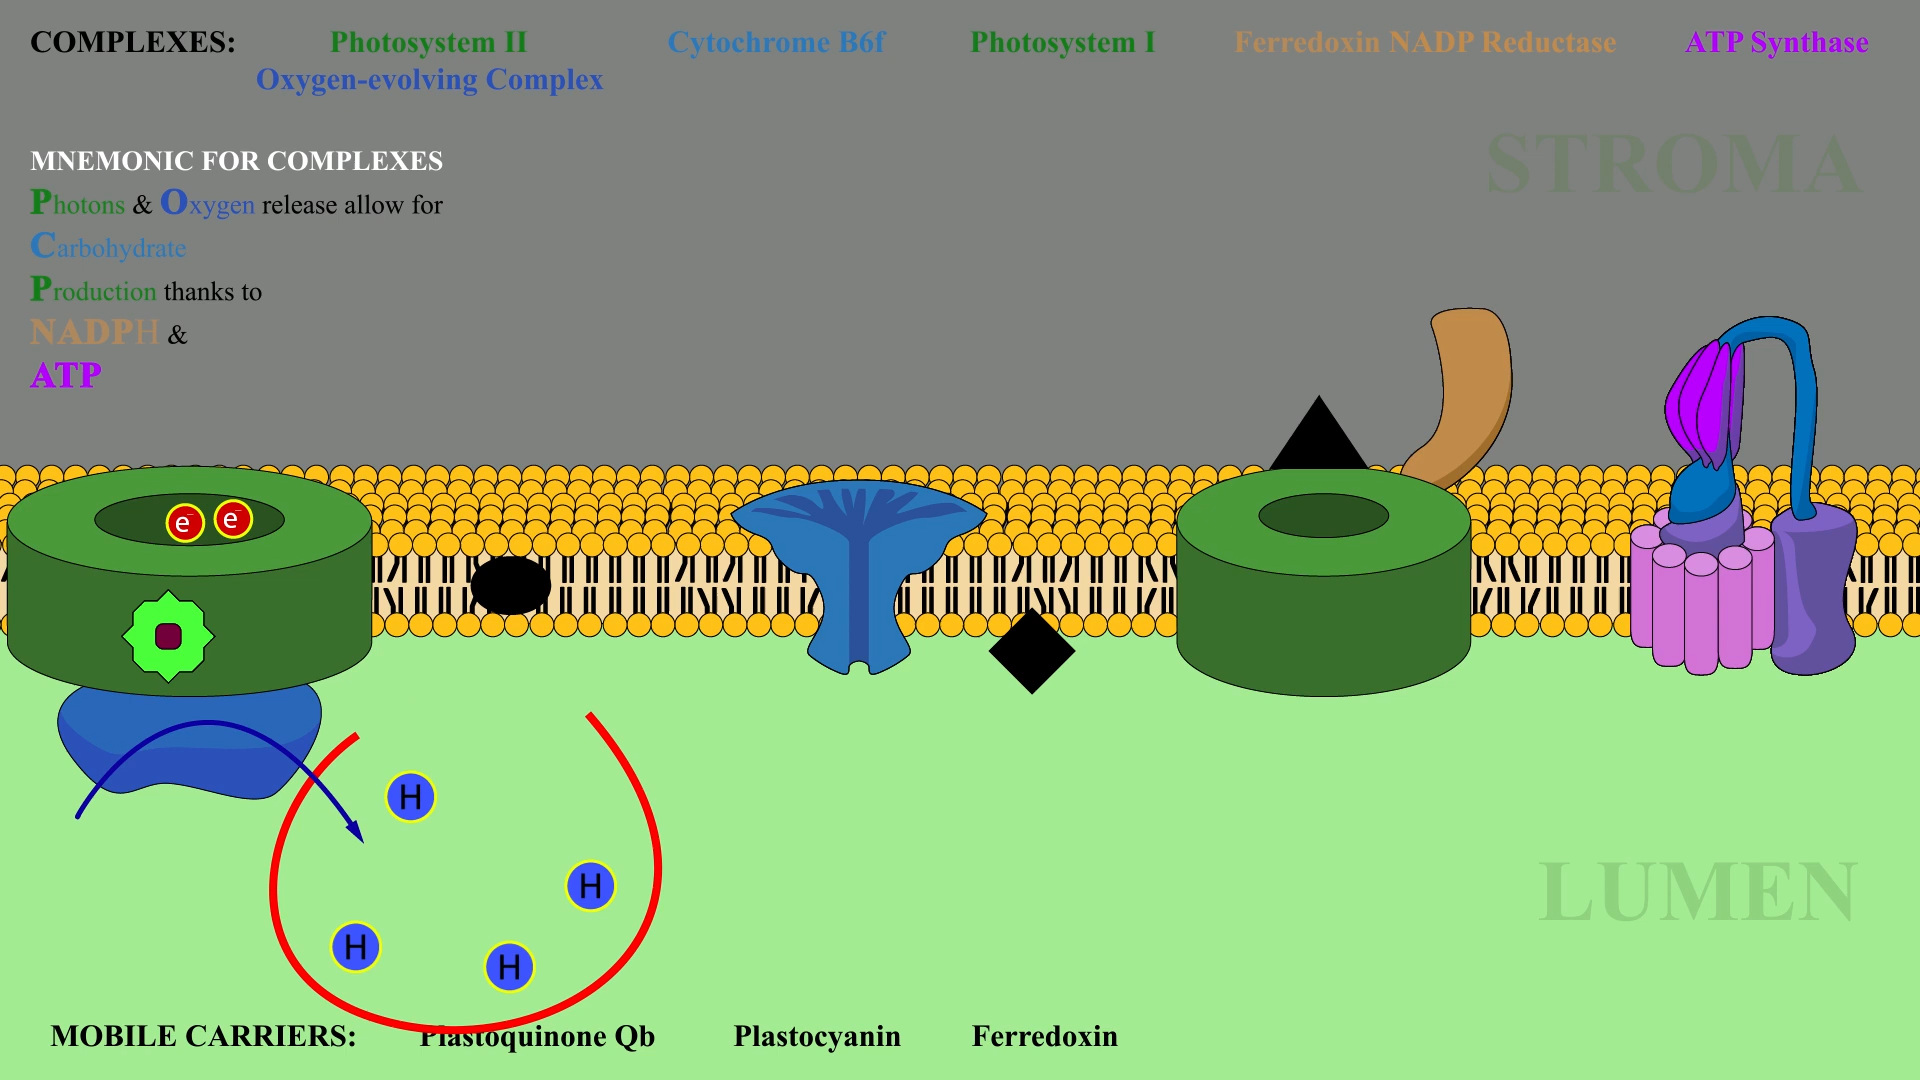 COMPLEXES: Photosystem II Cytochrome B6f Photosystem I Ferredoxin NADP Reductase ATP Synthase
Oxygen-evolving Complex
STROMA
MNEMONIC FOR COMPLEXES
Photons & Oxygen release allow for
Carbohydrate
Production thanks to
NADPH &
ATP
e⁻ e⁻
H
H
H
H
LUMEN
MOBILE CARRIERS: Plastoquinone Qb Plastocyanin Ferredoxin